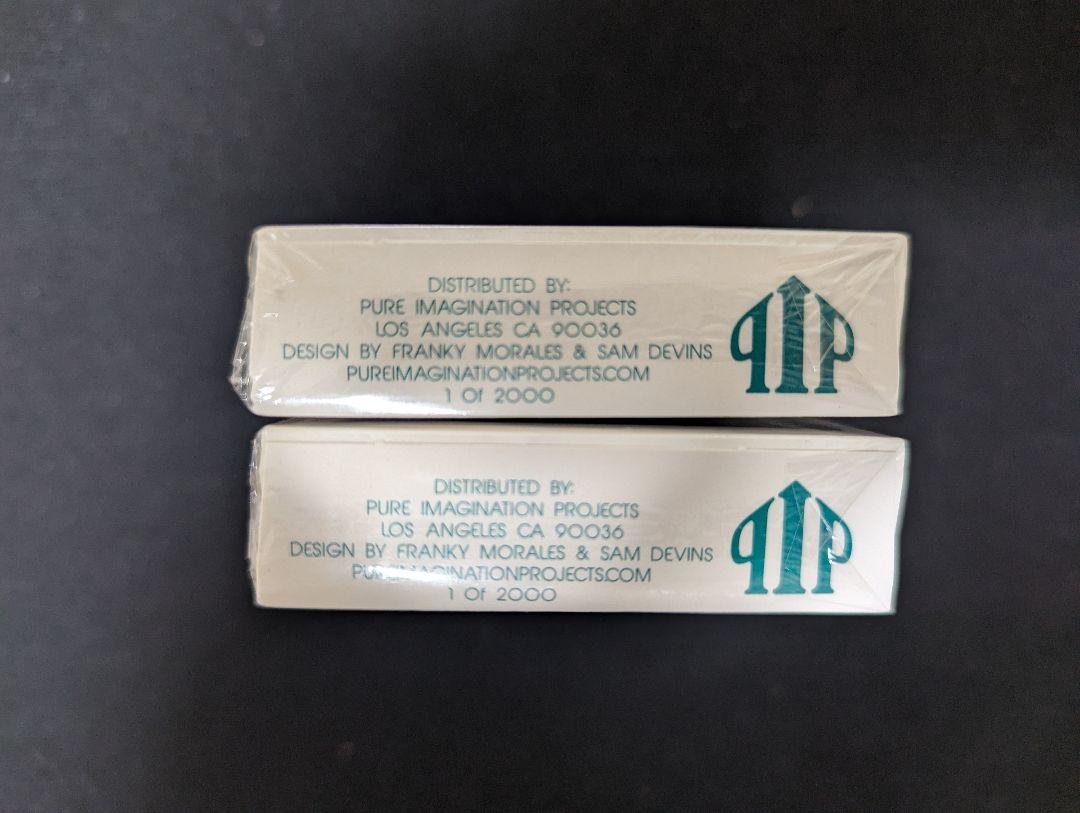 DISTRIBUTED BY:
PURE IMAGINATION PROJECTS
LOS ANGELES CA 90036
DESIGN BY FRANKY MORALES & SAM DEVINS
PUREIMAGINATIONPROJECTS.COM
1 Of 2000
PIP
DISTRIBUTED BY:
PURE IMAGINATION PROJECTS
LOS ANGELES CA 90036
DESIGN BY FRANKY MORALES & SAM DEVINS
PUREIMAGINATIONPROJECTS.COM
1 Of 2000
PIP